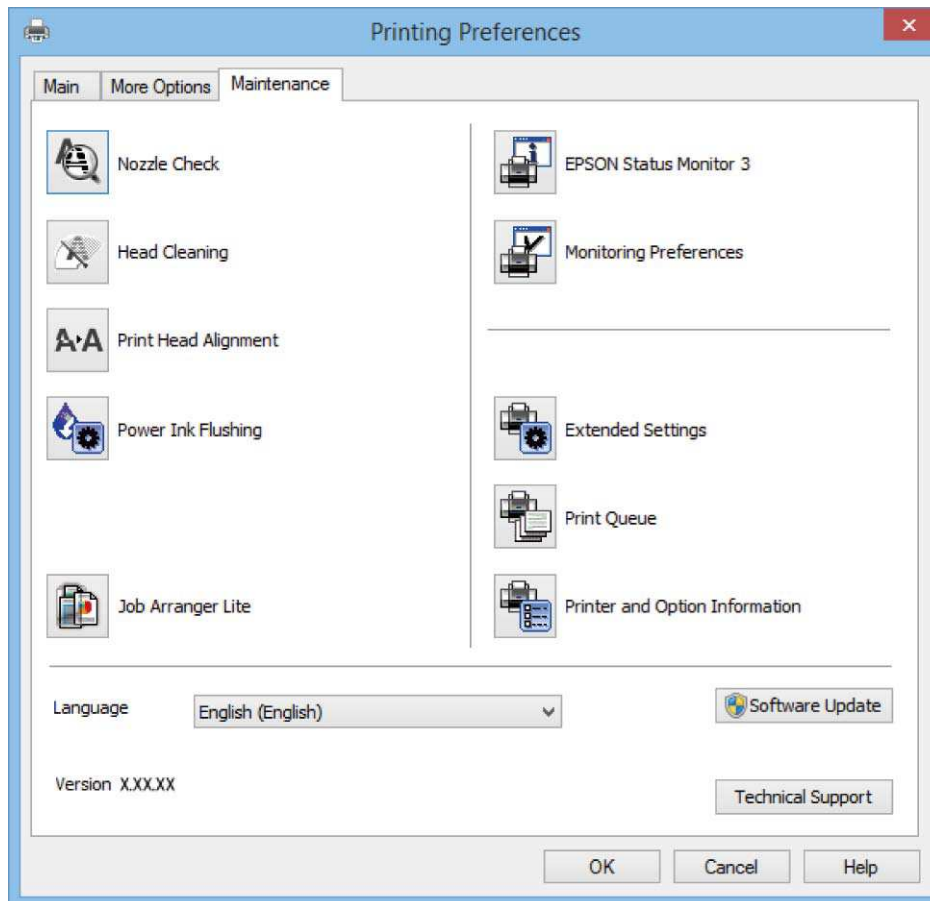 Printing Preferences
Main
More Options
Maintenance
Nozzle Check
Head Cleaning
A A Print Head Alignment
Power Ink Flushing
Job Arranger Lite
EPSON Status Monitor 3
Monitoring Preferences
Extended Settings
Print Queue
Printer and Option Information
Language
English (English)
Software Update
Version X.XX.XX
Technical Support
OK
Cancel
Help